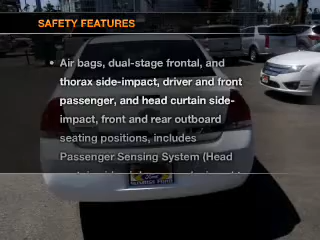 SAFETY FEATURES
• Air bags, dual-stage frontal, and
thorax side-impact, driver and front
passenger, and head curtain side-
impact, front and rear outboard
seating positions, includes
Passenger Sensing System (Head
Ford